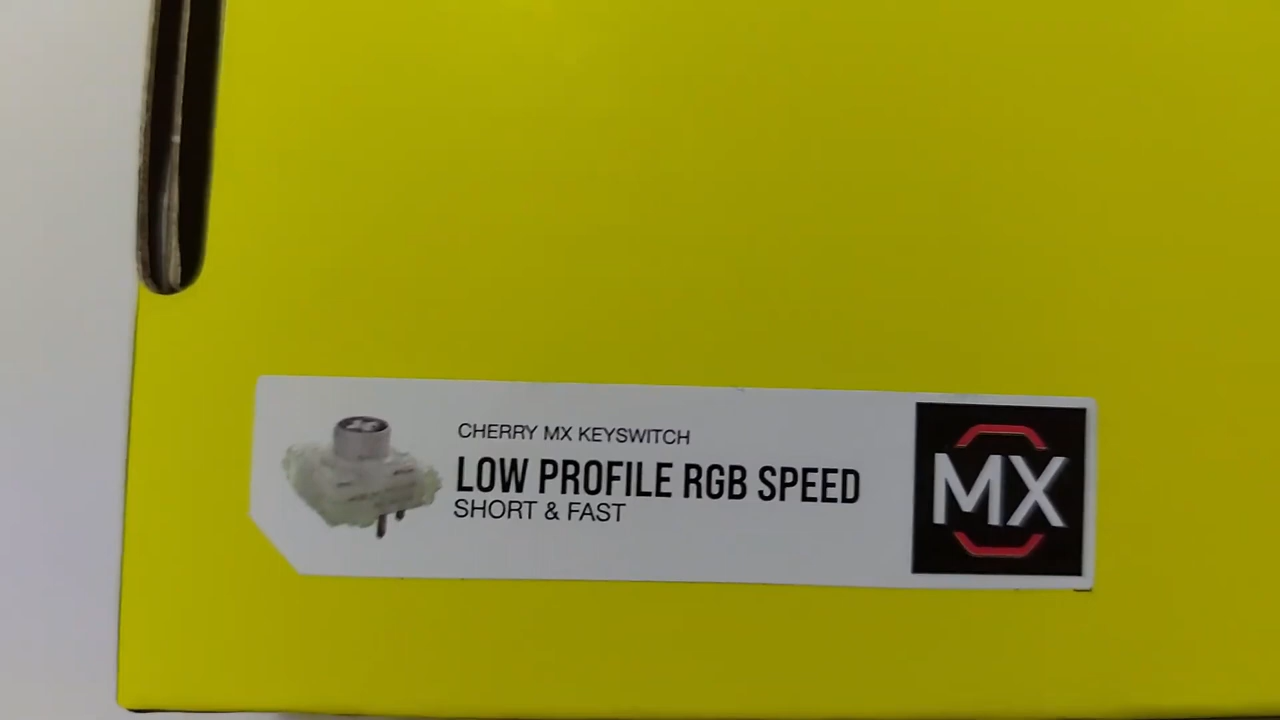 CHERRY MX KEYSWITCH
LOW PROFILE RGB SPEED
SHORT & FAST
MX